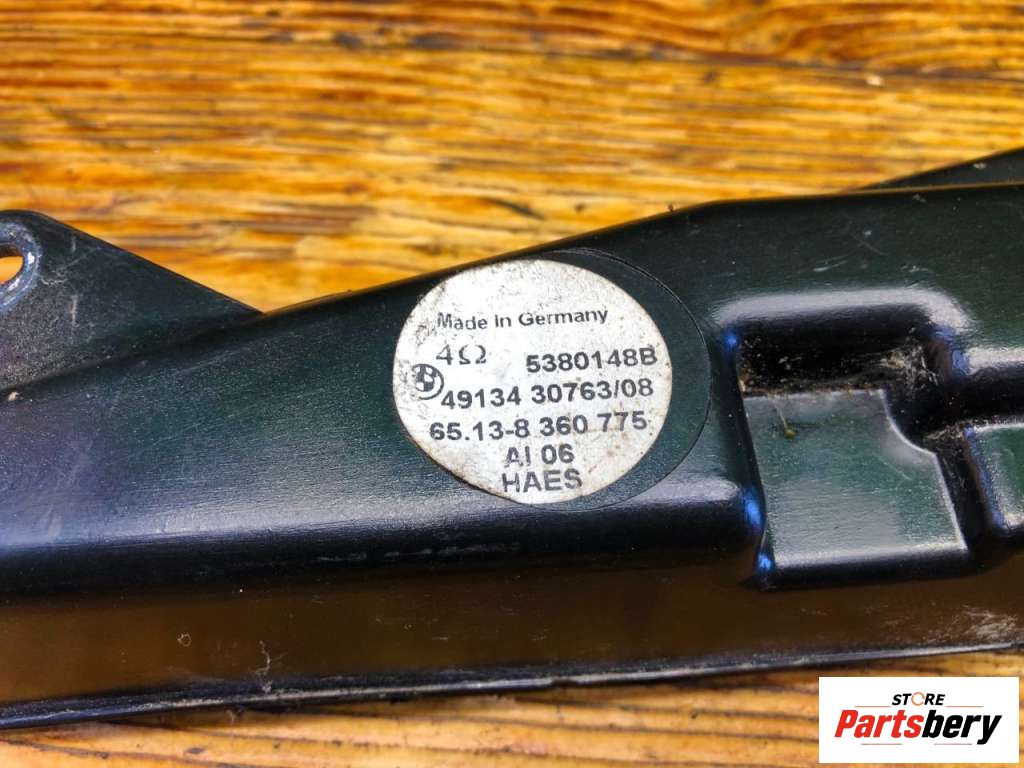 Made In Germany
4Ω 5380148B
49134 30763/08
65.13-8 360 775
AI 06
HAES
STORE
Partsbery